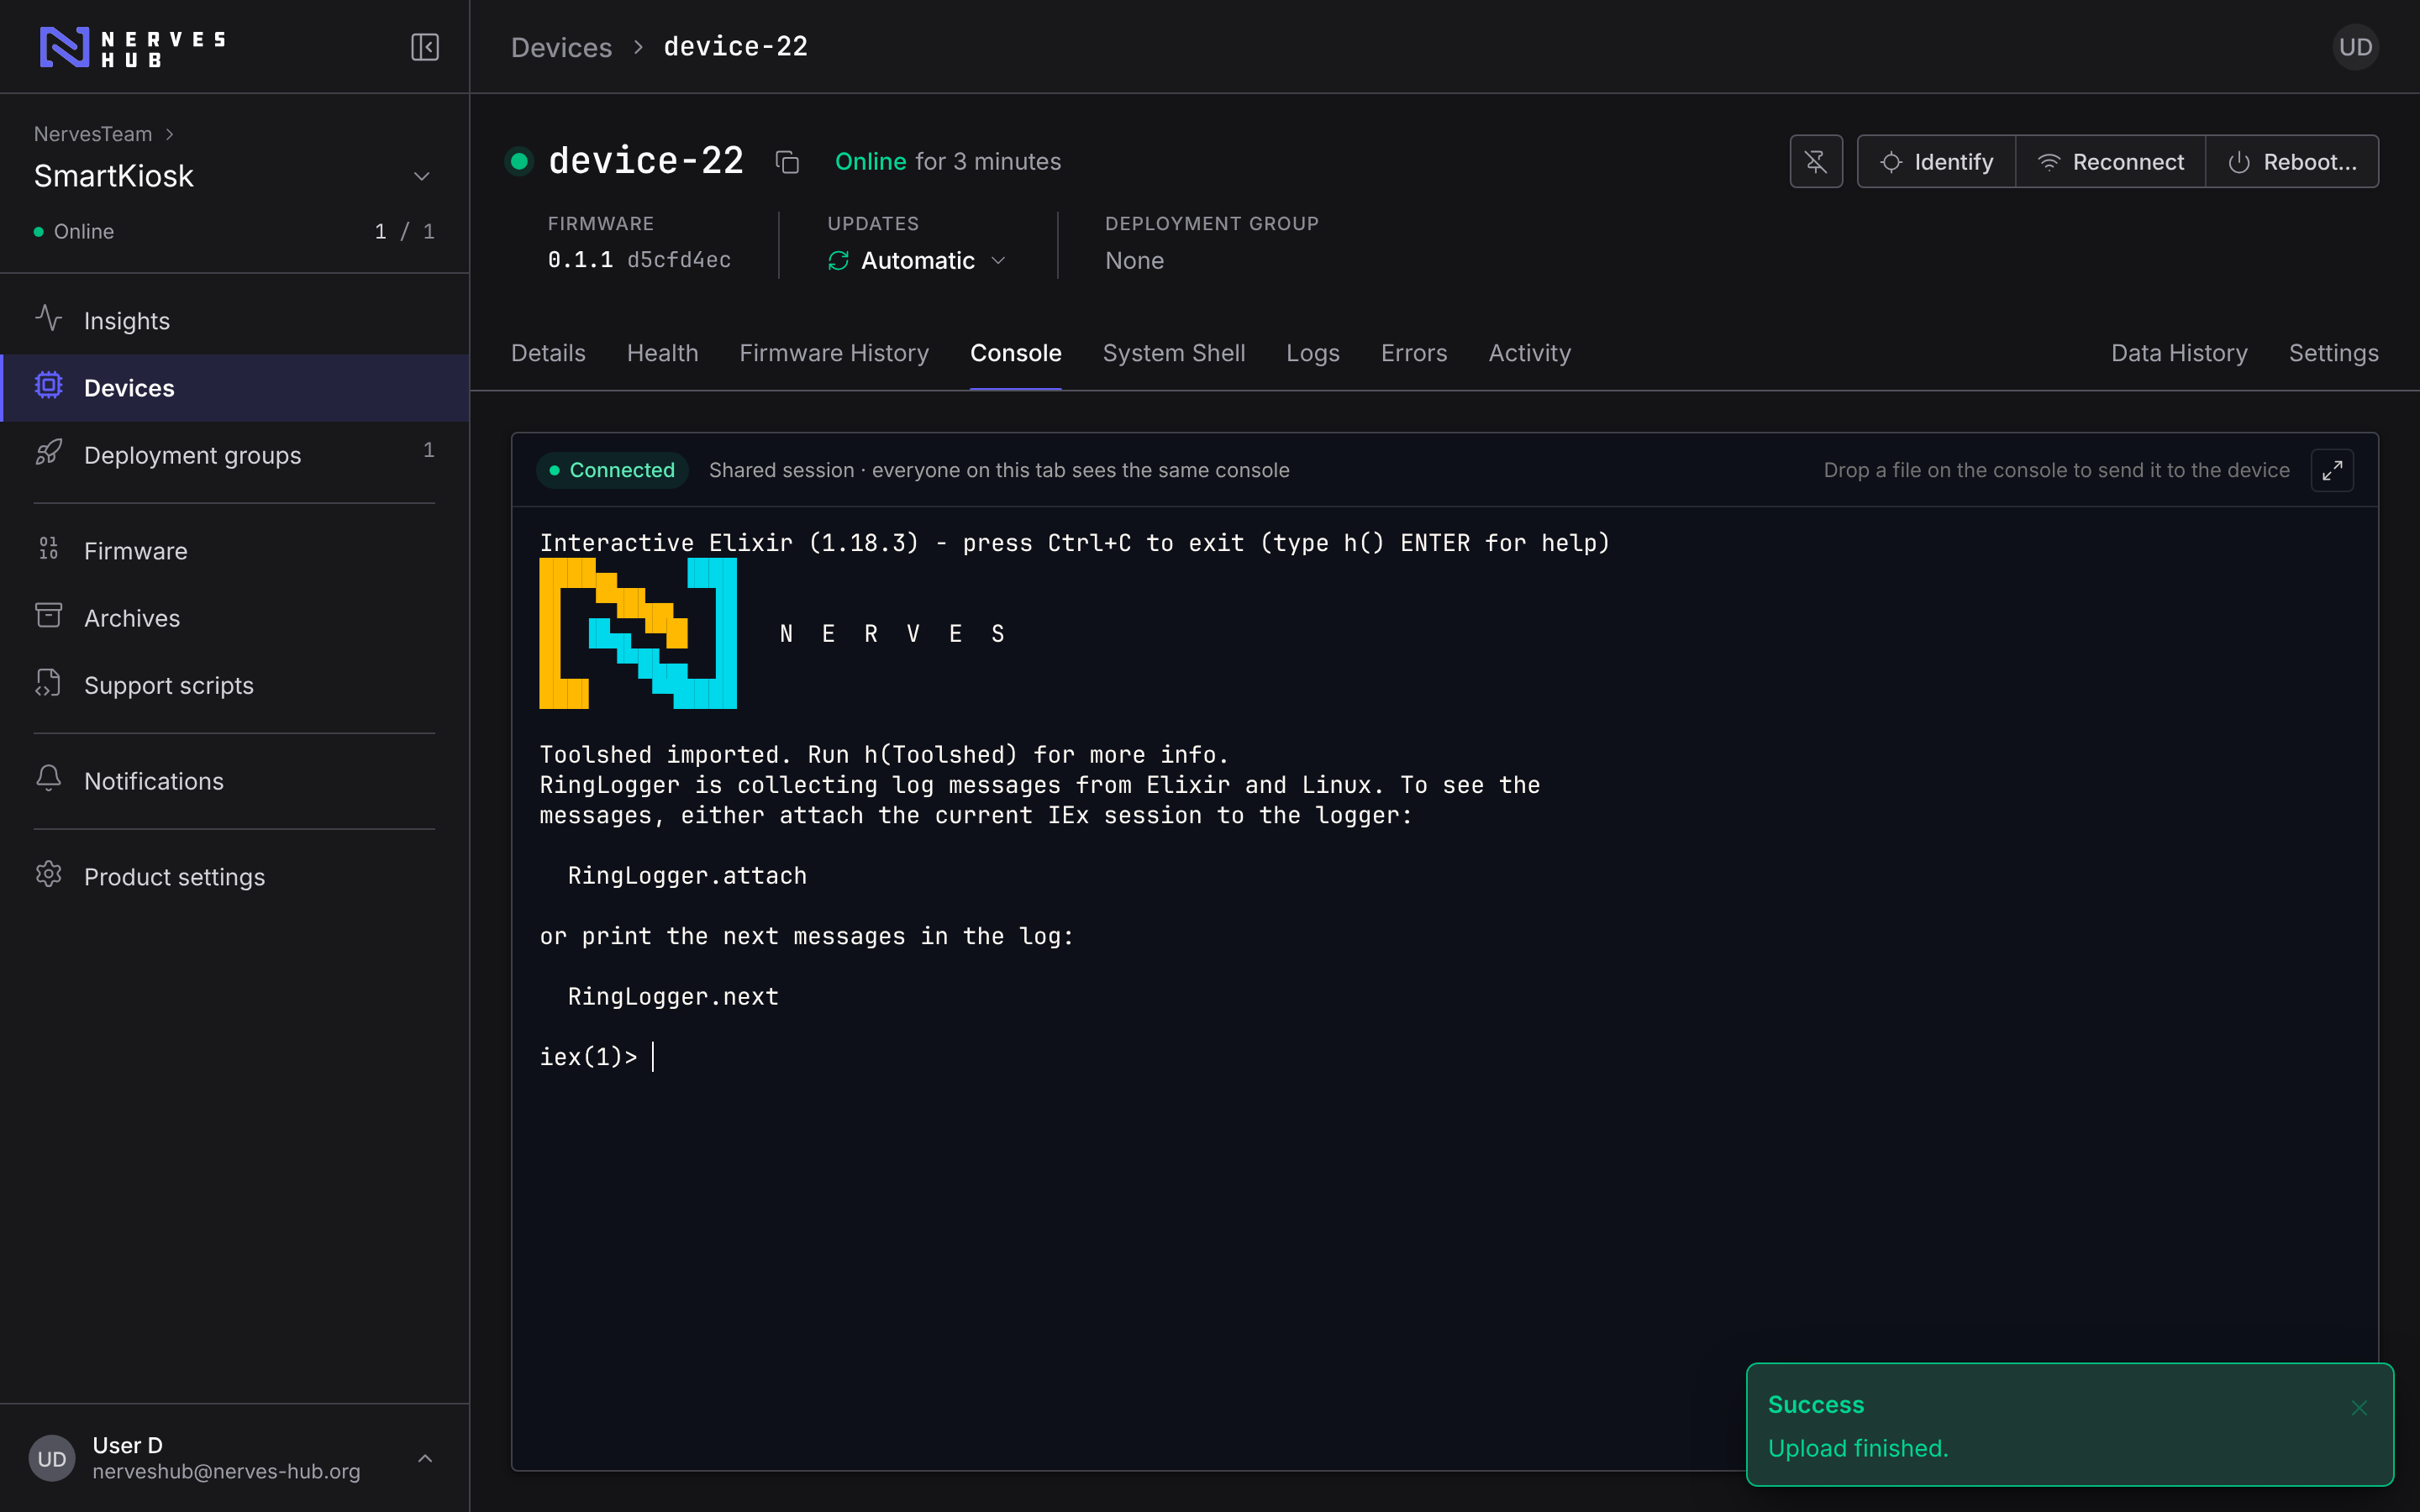 NERVES
HUB
Devices > device-22
UD
NervesTeam >
SmartKiosk
Online 1 / 1
Insights
Devices
Deployment groups 1
Firmware
Archives
Support scripts
Notifications
Product settings
User D
nerveshub@nerves-hub.org
UD
device-22 Online for 3 minutes
Identify Reconnect Reboot...
FIRMWARE UPDATES DEPLOYMENT GROUP
0.1.1 d5cfd4ec Automatic None
Details Health Firmware History Console System Shell Logs Errors Activity Data History Settings
Connected Shared session · everyone on this tab sees the same console Drop a file on the console to send it to the device
Interactive Elixir (1.18.3) - press Ctrl+C to exit (type h() ENTER for help)
N E R V E S
Toolshed imported. Run h(Toolshed) for more info.
RingLogger is collecting log messages from Elixir and Linux. To see the
messages, either attach the current IEx session to the logger:
RingLogger.attach
or print the next messages in the log:
RingLogger.next
iex(1)>
Success
Upload finished.